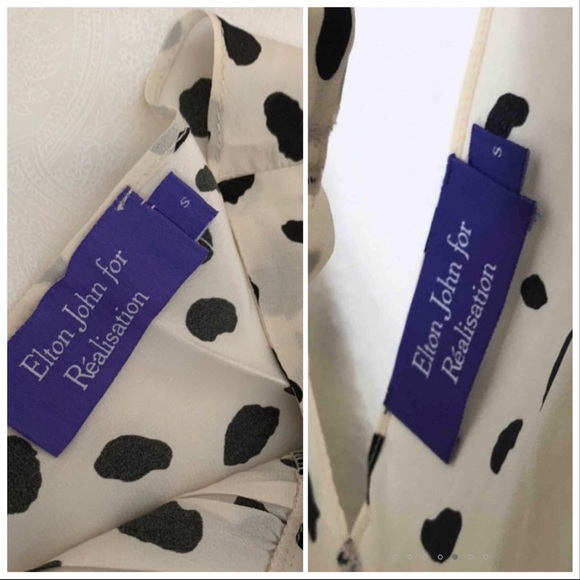 S
Elton John for
Réalisation
S
Elton John for
Réalisation